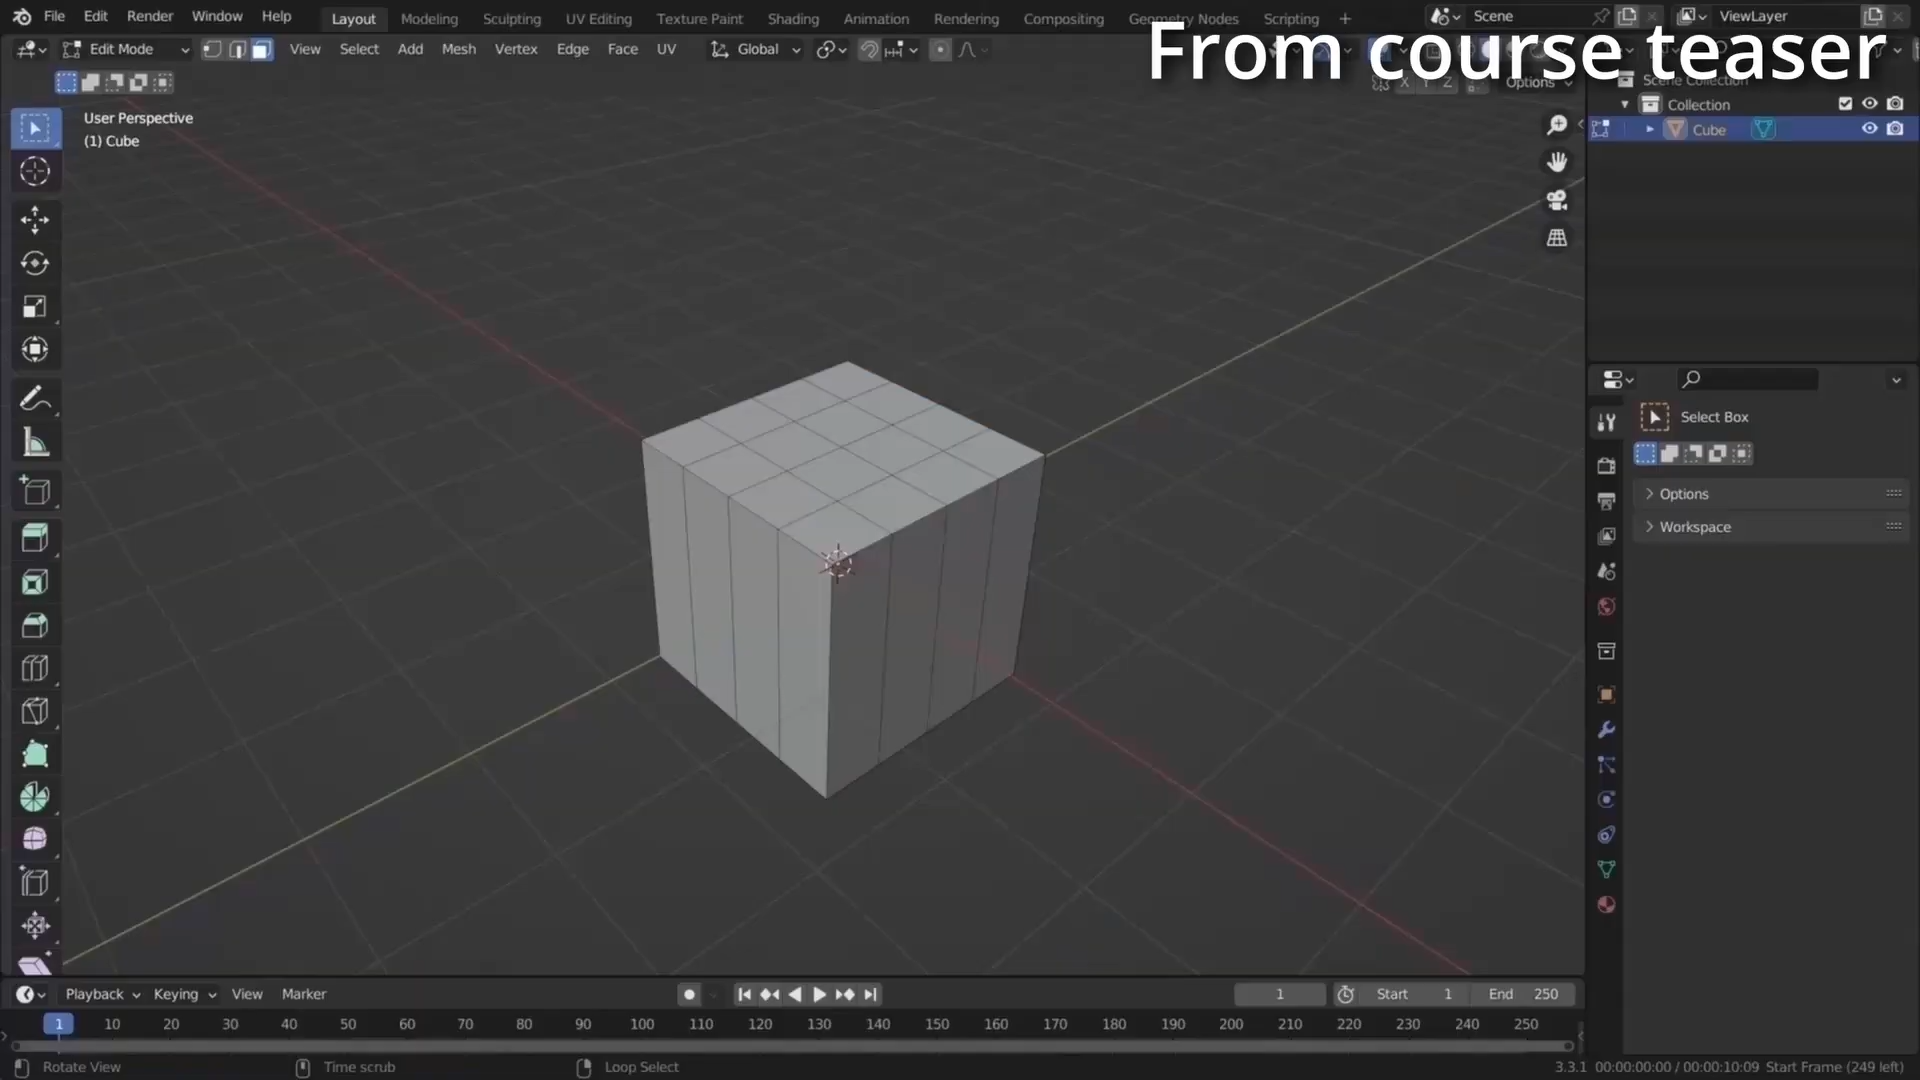 File Edit Render Window Help Layout Modeling Sculpting UV Editing Texture Paint Shading Animation Rendering Compositing Geometry Nodes Scripting + Scene ViewLayer
From course teaser
Edit Mode View Select Add Mesh Vertex Edge Face UV Global
X Y Z Options
Scene Collection
Collection
Cube
User Perspective
(1) Cube
Select Box
Options
Workspace
Playback Keying View Marker 1 Start 1 End 250
1 10 20 30 40 50 60 70 80 90 100 110 120 130 140 150 160 170 180 190 200 210 220 230 240 250
Rotate View Time scrub Loop Select 3.3.1 00:00:00:00 / 00:00:10:09 Start Frame (249 left)